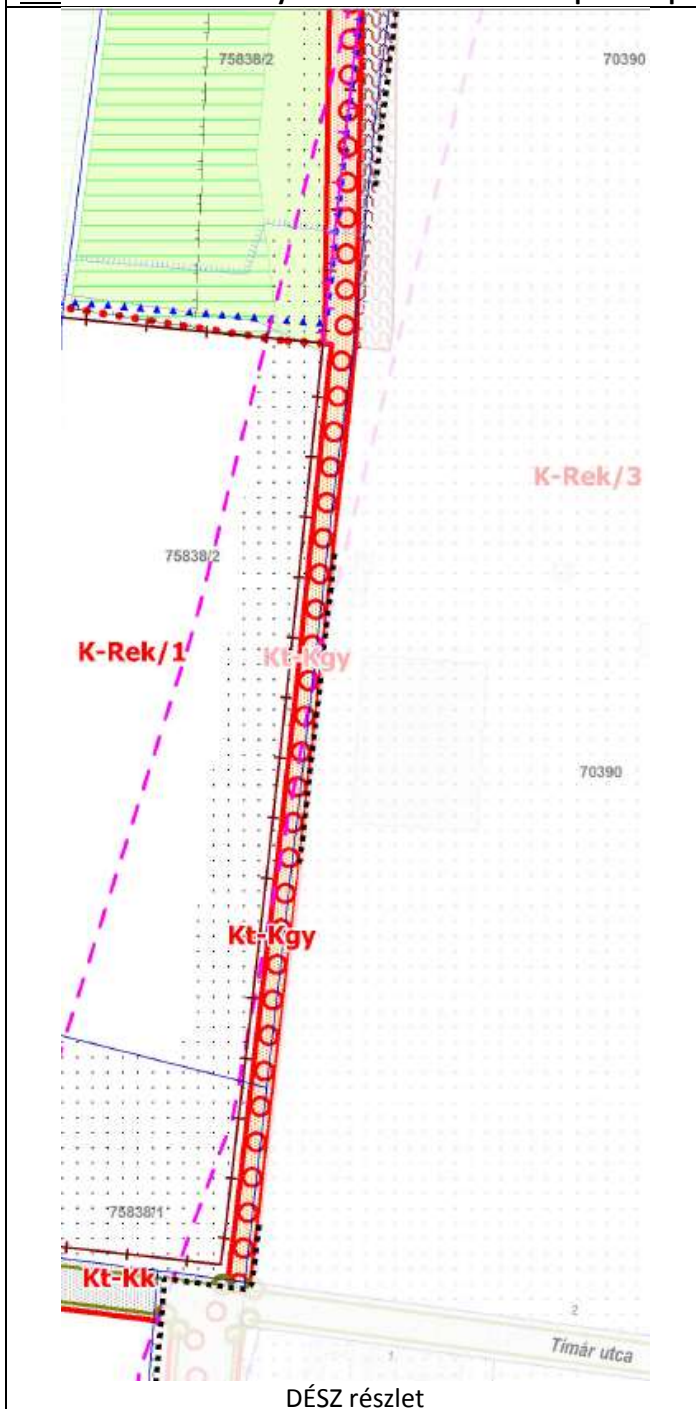 75838/2
70390
K-Rek/3
75838/2
K-Rek/1
Kt-Kgy
70390
Kt-Kgy
75838/1
Kt-Kk
2
Tímár utca
1
DÉSZ részlet